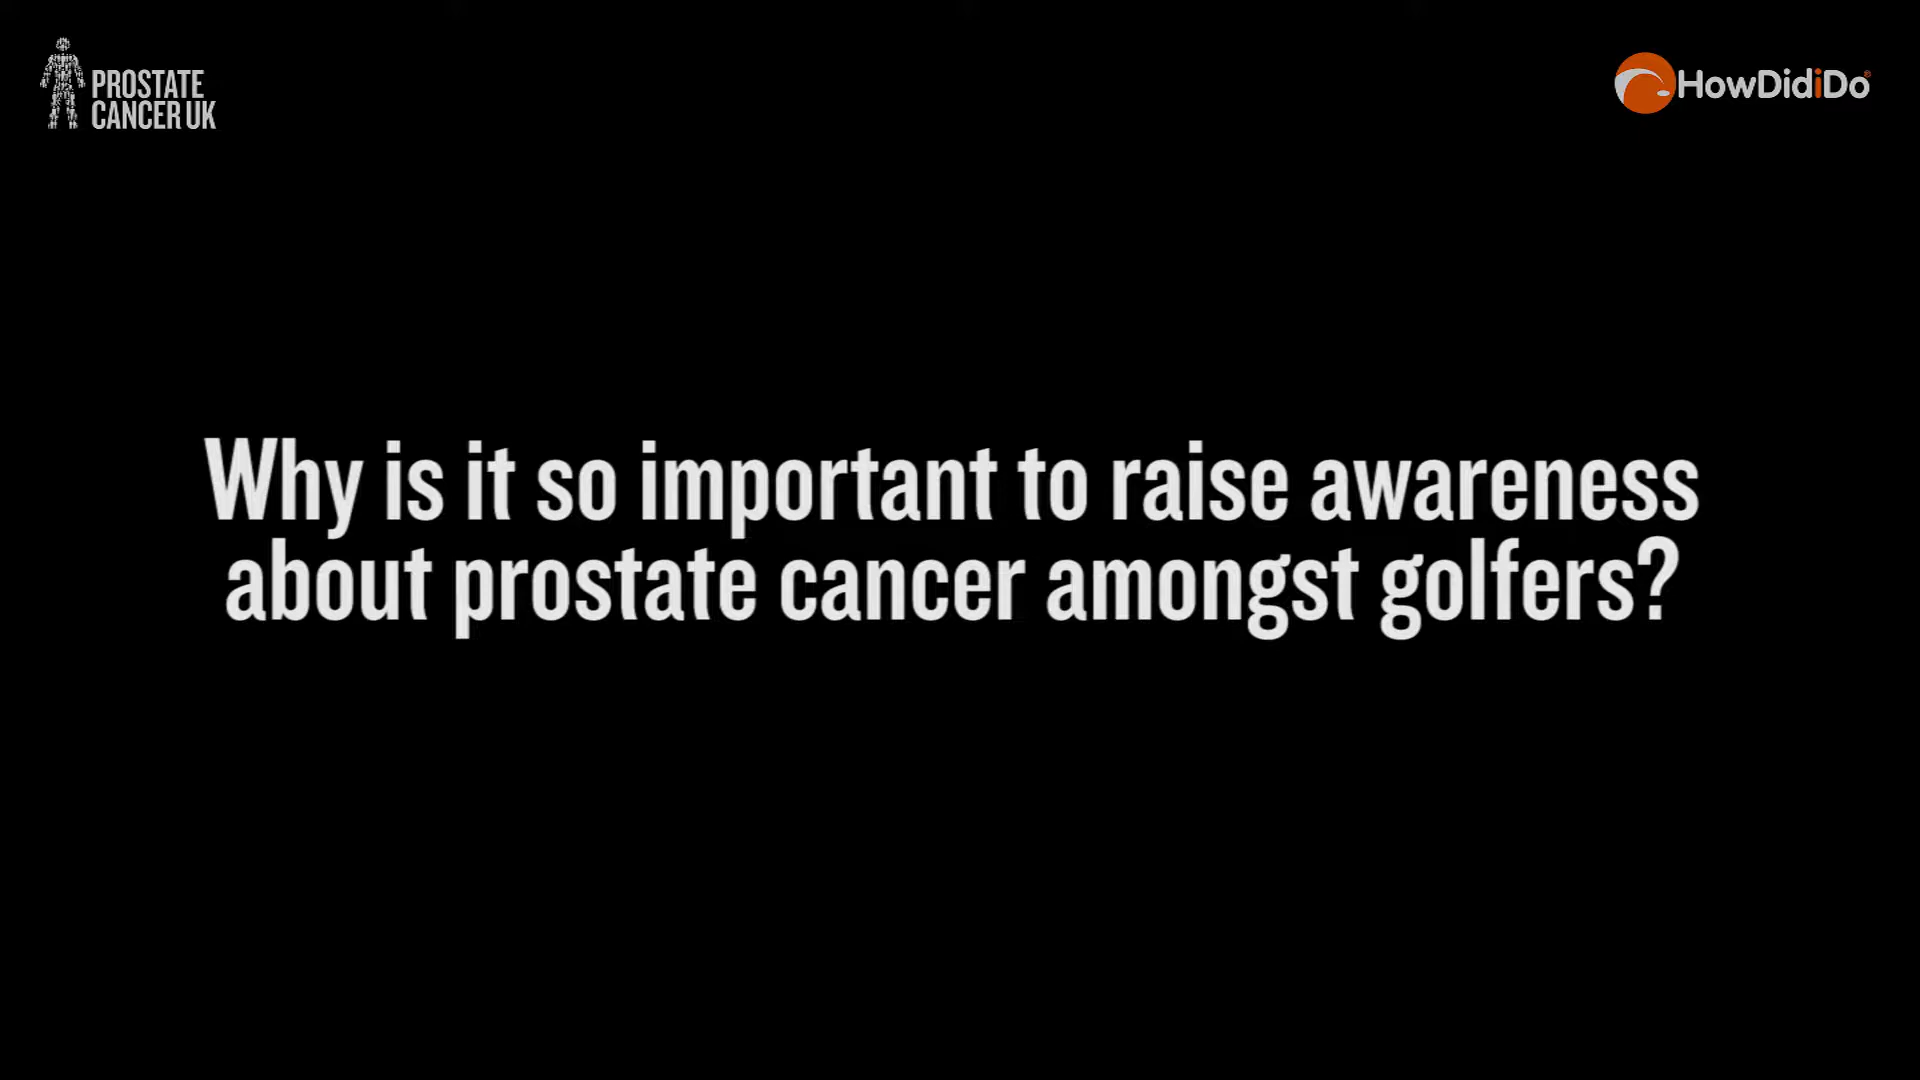 PROSTATE
CANCER UK
HowDidiDo®
Why is it so important to raise awareness
about prostate cancer amongst golfers?